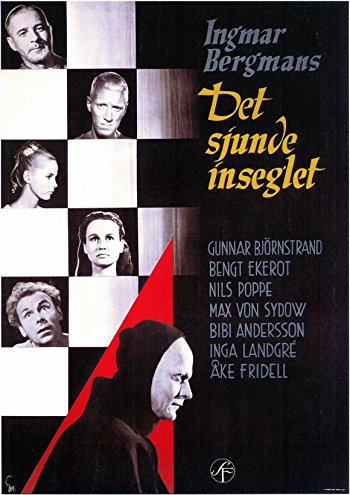 Ingmar
Bergmans
Det
sjunde
inseglet
GUNNAR BJÖRNSTRAND
BENGT EKEROT
NILS POPPE
MAX VON SYDOW
BIBI ANDERSSON
INGA LANDGRÉ
ÅKE FRIDELL
SF